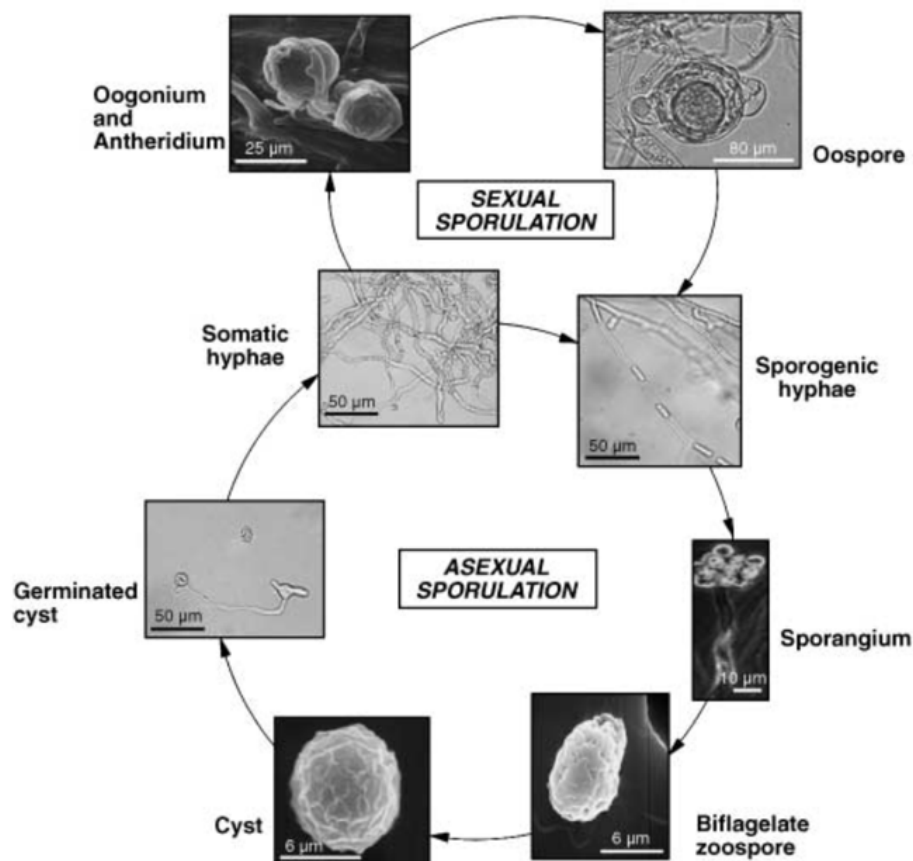 Oogonium
and
Antheridium
25 µm
80 µm
Oospore
SEXUAL
SPORULATION
Somatic
hyphae
50 µm
Sporogenic
hyphae
50 µm
Germinated
cyst
50 µm
ASEXUAL
SPORULATION
Sporangium
10 µm
Cyst
6 µm
6 µm
Biflagelate
zoospore